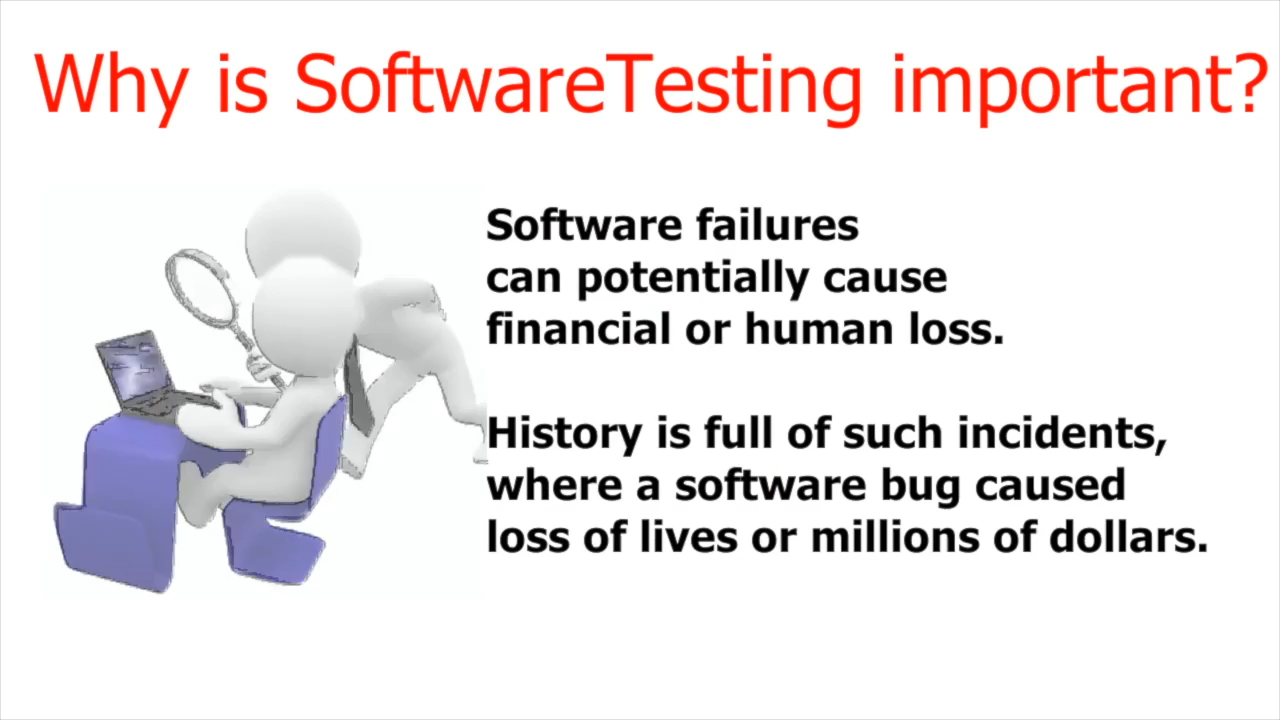 Why is SoftwareTesting important?
Software failures
can potentially cause
financial or human loss.
History is full of such incidents,
where a software bug caused
loss of lives or millions of dollars.